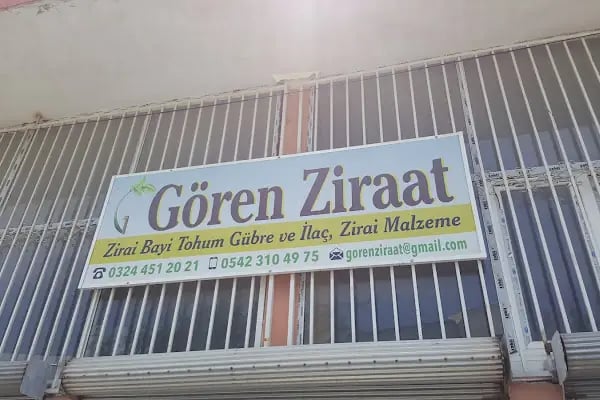 Gören Ziraat
Zirai Bayi Tohum Gübre ve İlaç, Zirai Malzeme
0324 451 20 21 0542 310 49 75 gorenziraat@gmail.com